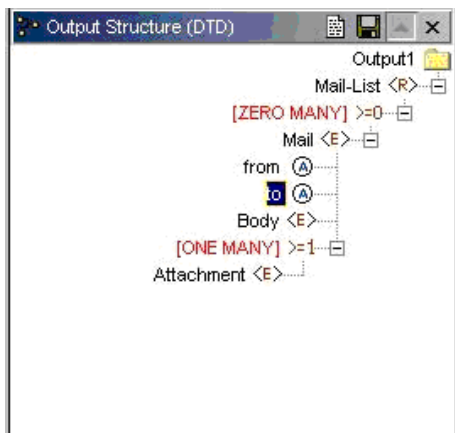 Output Structure (DTD)
Output1
Mail-List <R>
[ZERO MANY] >=0
Mail <E>
from A
to A
Body <E>
[ONE MANY] >=1
Attachment <E>